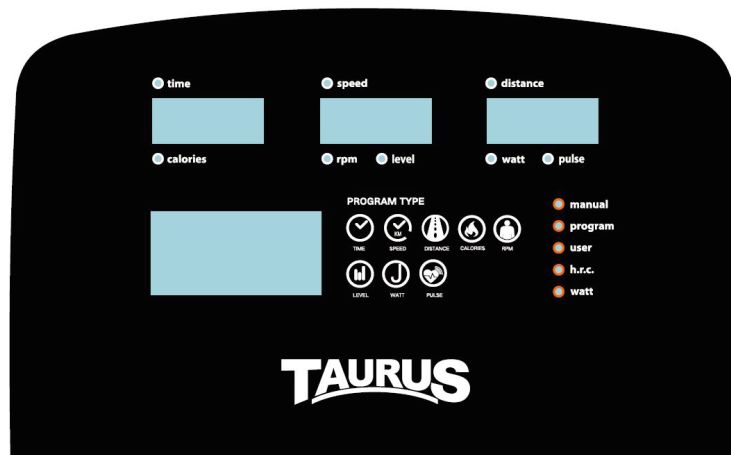 time speed distance
calories rpm level watt pulse
PROGRAM TYPE
KM
TIME SPEED DISTANCE CALORIES RPM
LEVEL WATT PULSE
manual
program
user
h.r.c.
watt
TAURUS